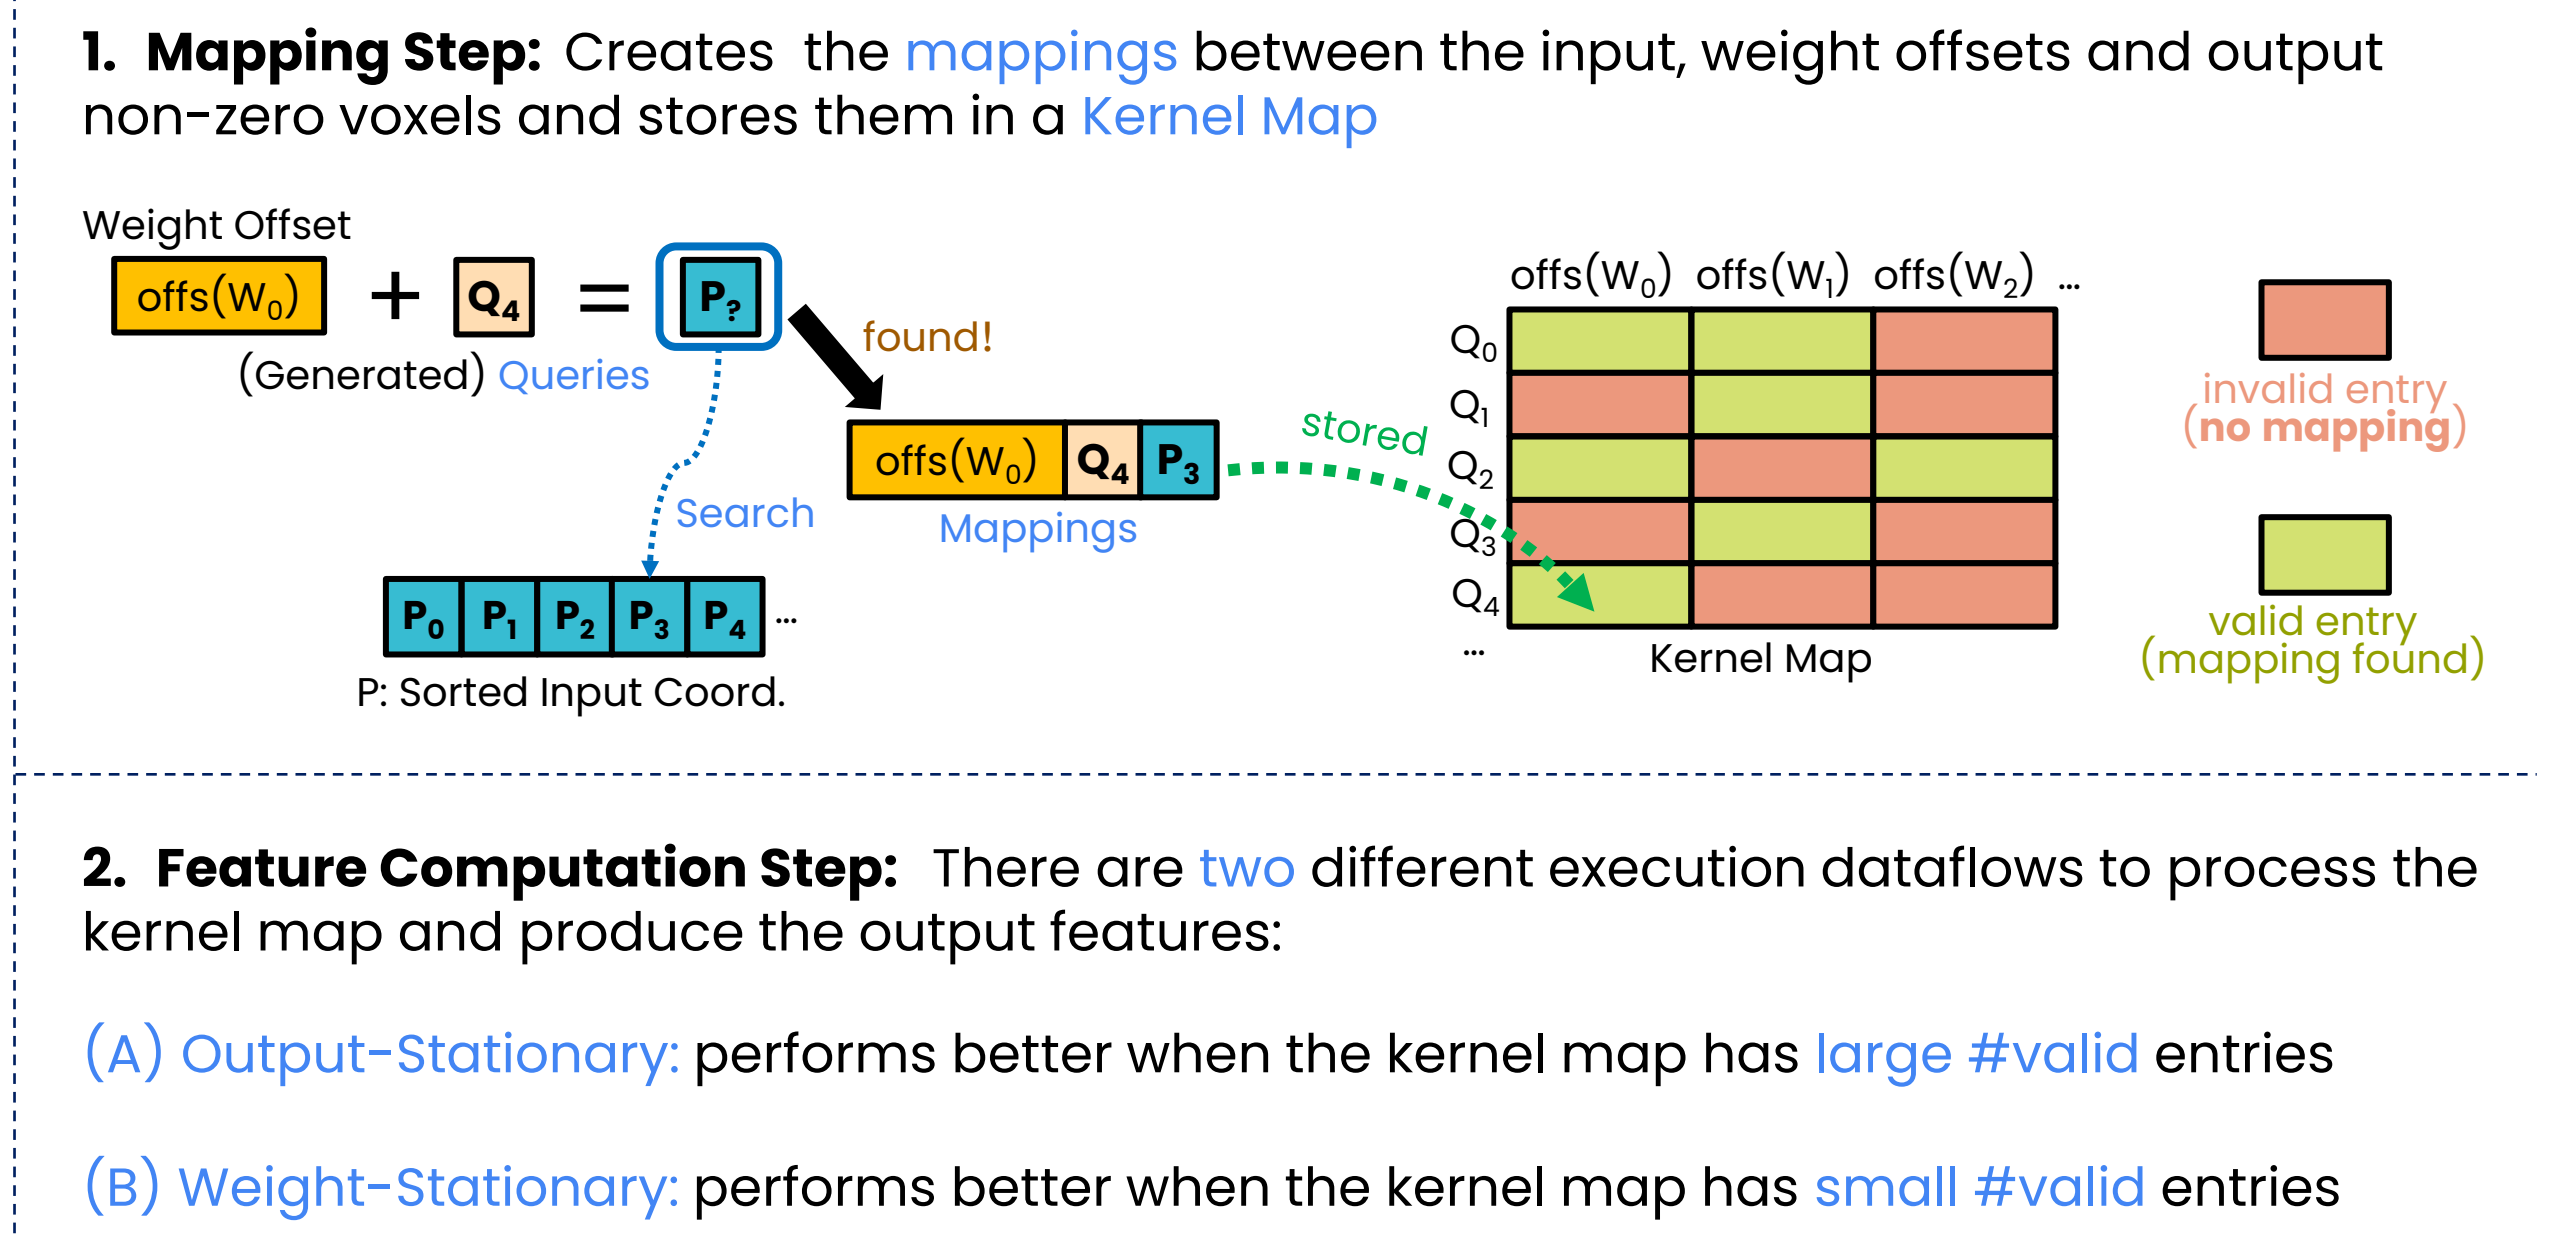 1. Mapping Step: Creates the mappings between the input, weight offsets and output
non-zero voxels and stores them in a Kernel Map
Weight Offset
offs(W₀) + Q₄ = P?
(Generated) Queries
found!
offs(W₀) Q₄ P₃
Mappings
Search
P₀ P₁ P₂ P₃ P₄ ...
P: Sorted Input Coord.
stored
offs(W₀) offs(W₁) offs(W₂) ...
Q₀
Q₁
Q₂
Q₃
Q₄
...
Kernel Map
invalid entry
(no mapping)
valid entry
(mapping found)
2. Feature Computation Step: There are two different execution dataflows to process the
kernel map and produce the output features:
(A) Output-Stationary: performs better when the kernel map has large #valid entries
(B) Weight-Stationary: performs better when the kernel map has small #valid entries